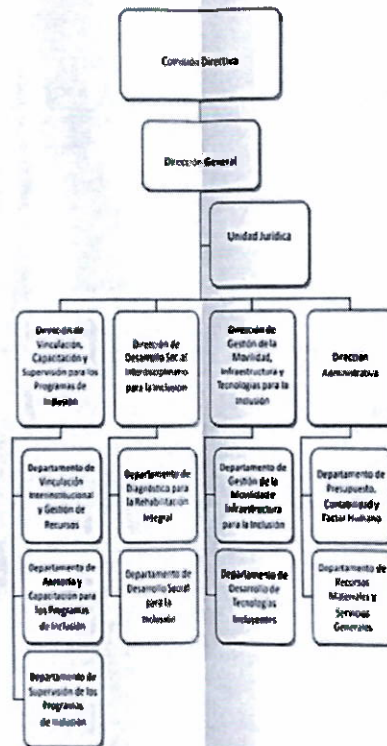 Comisión Directiva
Dirección General
Unidad Jurídica
Dirección de
Vinculación,
Capacitación y
Supervisión para los
Programas de
Inclusión
Dirección de
Desarrollo Social
Interdisciplinario
para la Inclusión
Dirección de
Gestión de la
Movilidad,
Infraestructura y
Tecnologías para la
Inclusión
Dirección
Administrativa
Departamento de
Vinculación
Interinstitucional
y Gestión de
Recursos
Departamento de
Asesoría y
Capacitación para
los Programas
de Inclusión
Departamento de
Supervisión de los
Programas
de Inclusión
Departamento de
Diagnóstico para
la Rehabilitación
Integral
Departamento de
Desarrollo Social
para la
Inclusión
Departamento de
Gestión de la
Movilidad e
Infraestructura
para la Inclusión
Departamento de
Desarrollo de
Tecnologías
Incluyentes
Departamento de
Presupuesto,
Contabilidad y
Factor Humano
Departamento de
Recursos
Materiales y
Servicios
Generales